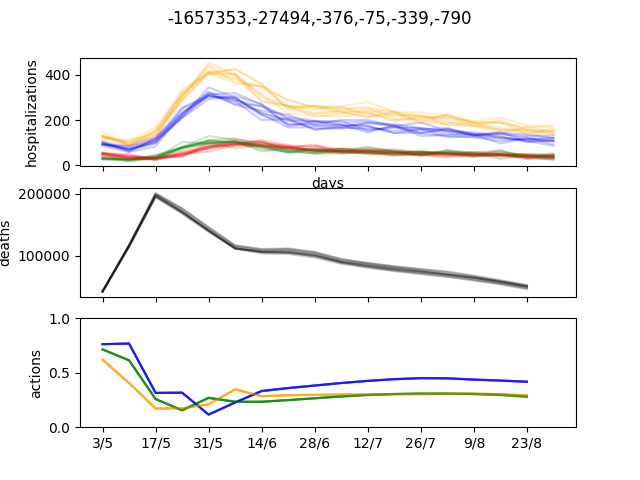 -1657353,-27494,-376,-75,-339,-790
hospitalizations
400
200
0
days
deaths
200000
100000
actions
1.0
0.5
0.0
3/5 17/5 31/5 14/6 28/6 12/7 26/7 9/8 23/8